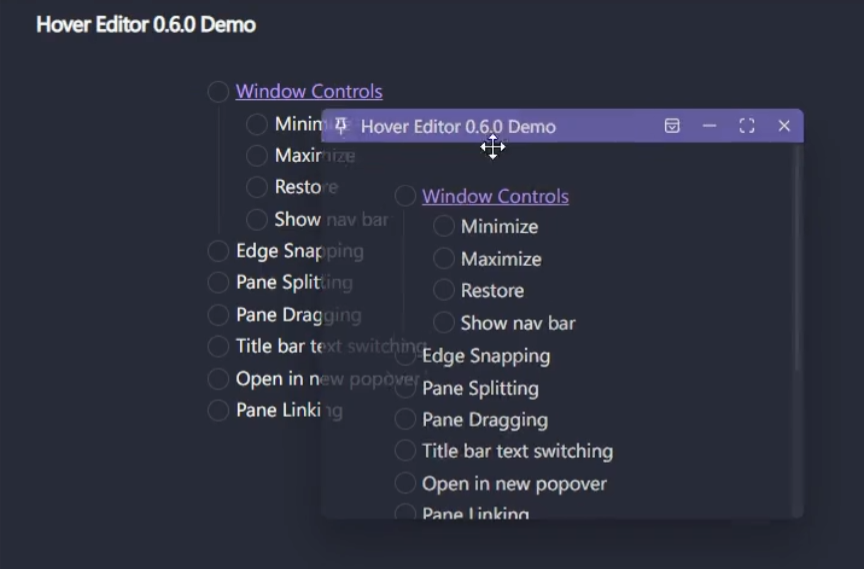 Hover Editor 0.6.0 Demo
Window Controls
Minimize
Maximize
Restore
Show nav bar
Edge Snapping
Pane Splitting
Pane Dragging
Title bar text switching
Open in new popover
Pane Linking
Hover Editor 0.6.0 Demo
Window Controls
Minimize
Maximize
Restore
Show nav bar
Edge Snapping
Pane Splitting
Pane Dragging
Title bar text switching
Open in new popover
Pane Linking